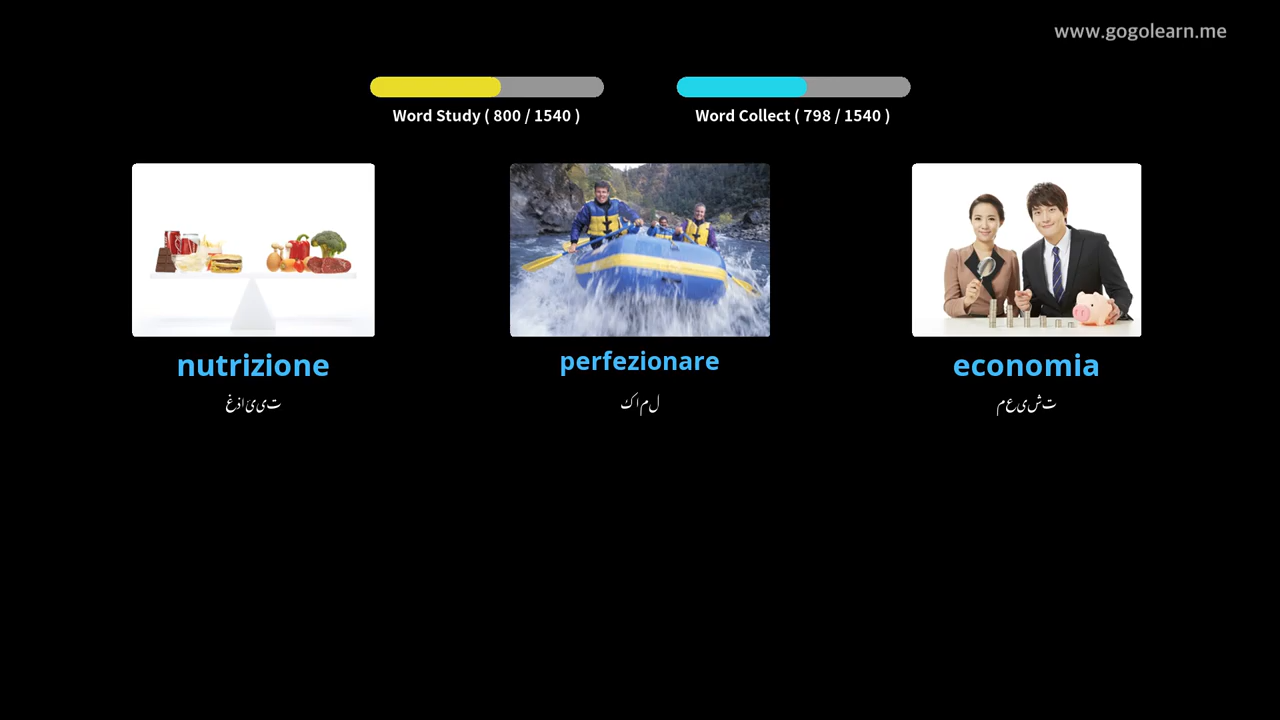 www.gogolearn.me
Word Study ( 800 / 1540 )
Word Collect ( 798 / 1540 )
nutrizione
غذائیت
perfezionare
کامل
economia
معیشت